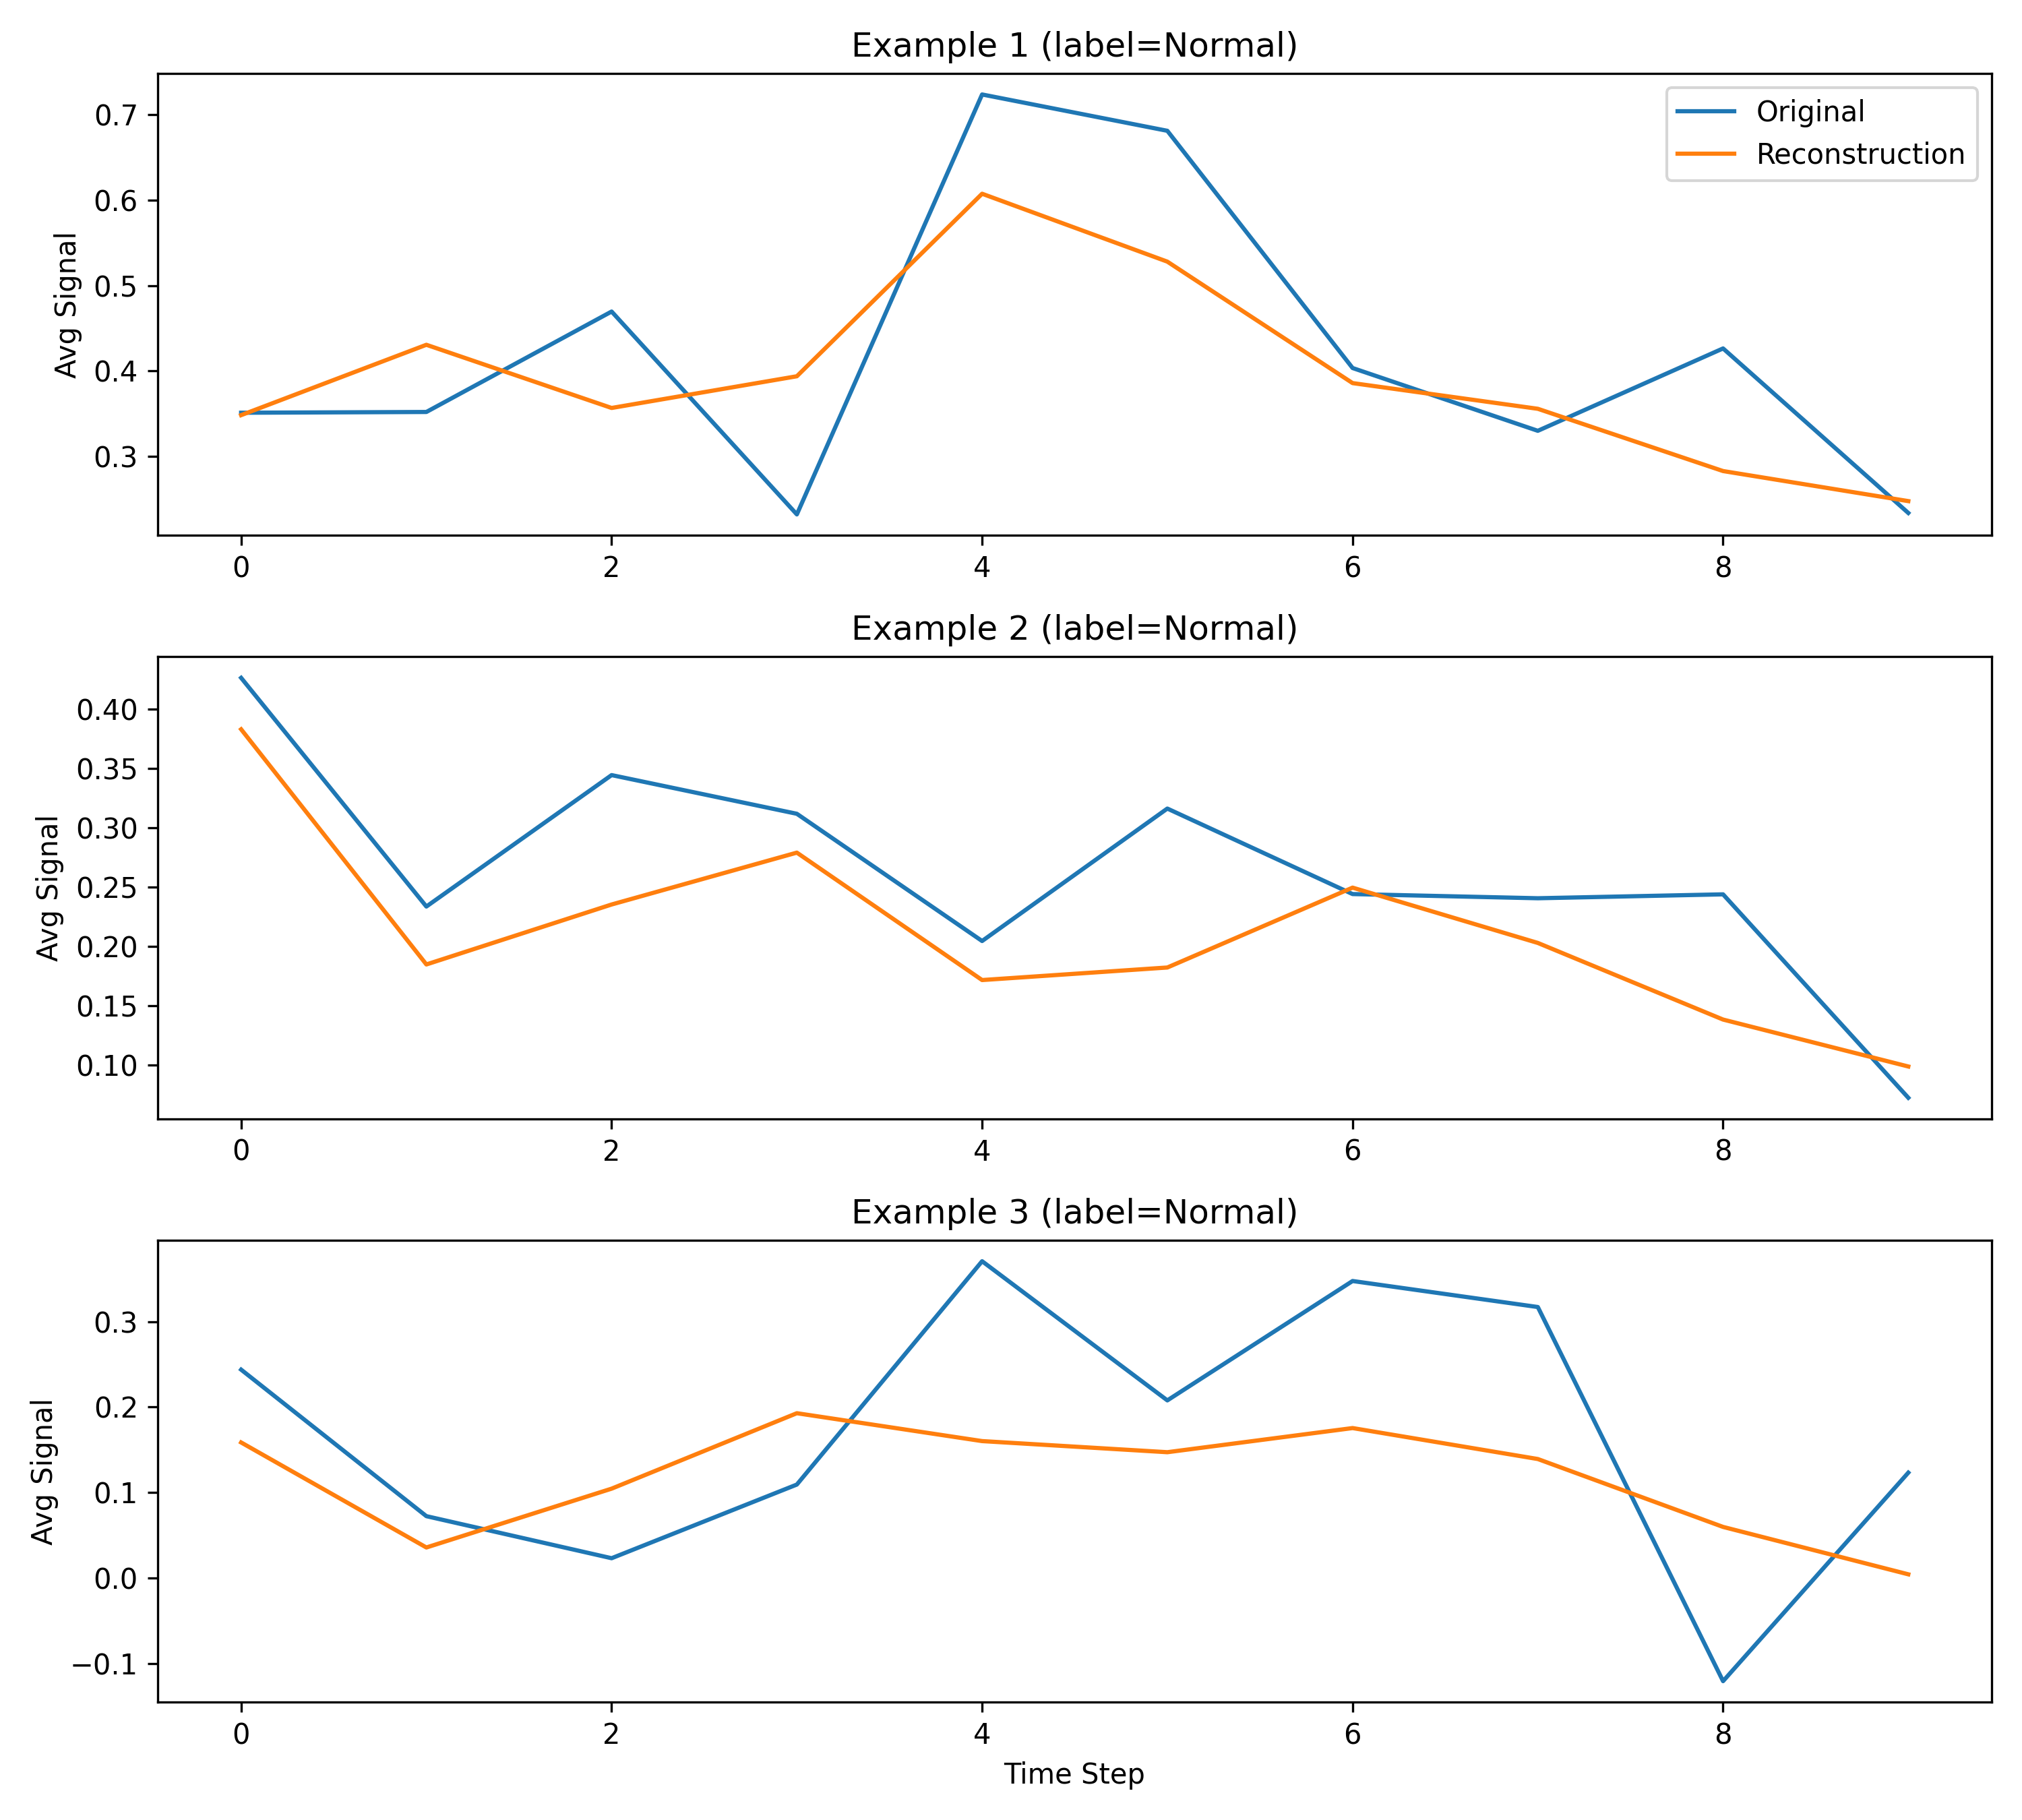 Example 1 (label=Normal)
Avg Signal
0.7
0.6
0.5
0.4
0.3
Original
Reconstruction
0 2 4 6 8
Example 2 (label=Normal)
Avg Signal
0.40
0.35
0.30
0.25
0.20
0.15
0.10
0 2 4 6 8
Example 3 (label=Normal)
Avg Signal
0.3
0.2
0.1
0.0
−0.1
0 2 4 6 8
Time Step